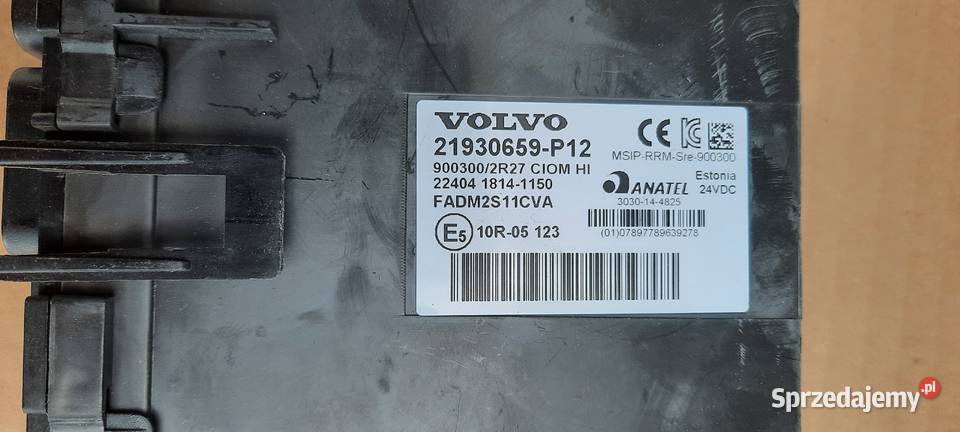 VOLVO
21930659-P12
900300/2R27 CIOM HI
22404 1814-1150
FADM2S11CVA
E5 10R-05 123
CE
MSIP-RRM-Sre-900300
ANATEL
Estonia
24VDC
3030-14-4825
(01)07897789639278
Sprzedajemy.pl